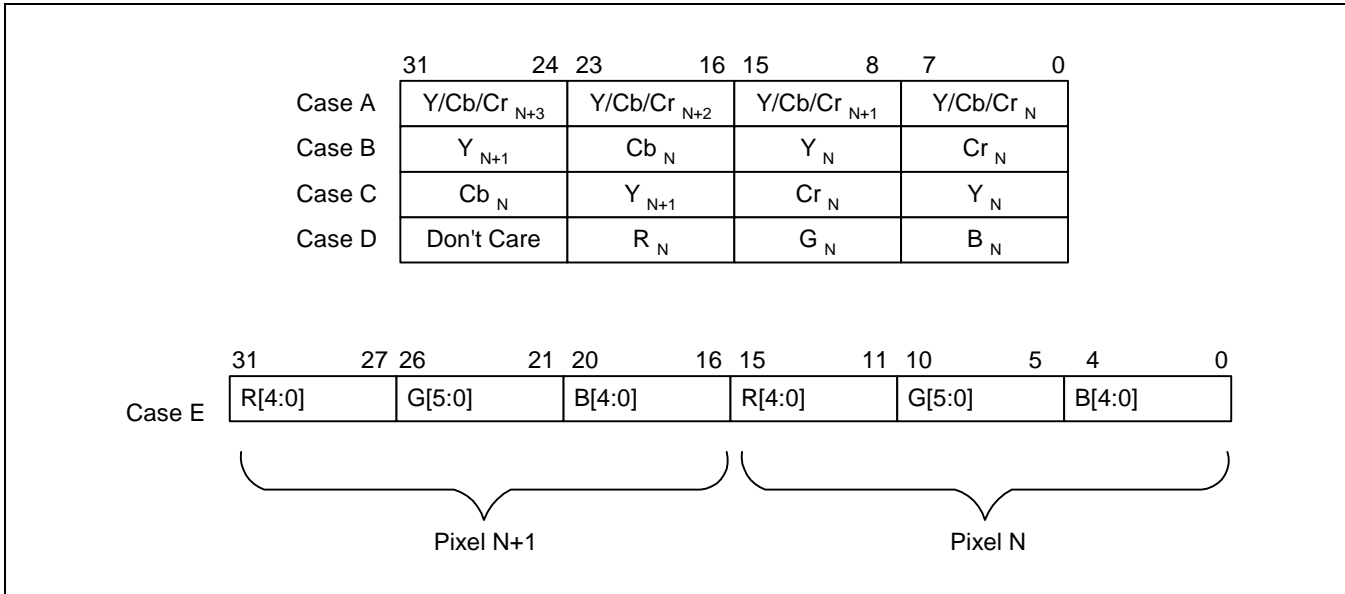 31 24 23 16 15 8 7 0
Case A Y/Cb/Cr N+3 Y/Cb/Cr N+2 Y/Cb/Cr N+1 Y/Cb/Cr N
Case B Y N+1 Cb N Y N Cr N
Case C Cb N Y N+1 Cr N Y N
Case D Don't Care R N G N B N
31 27 26 21 20 16 15 11 10 5 4 0
Case E R[4:0] G[5:0] B[4:0] R[4:0] G[5:0] B[4:0]
Pixel N+1 Pixel N